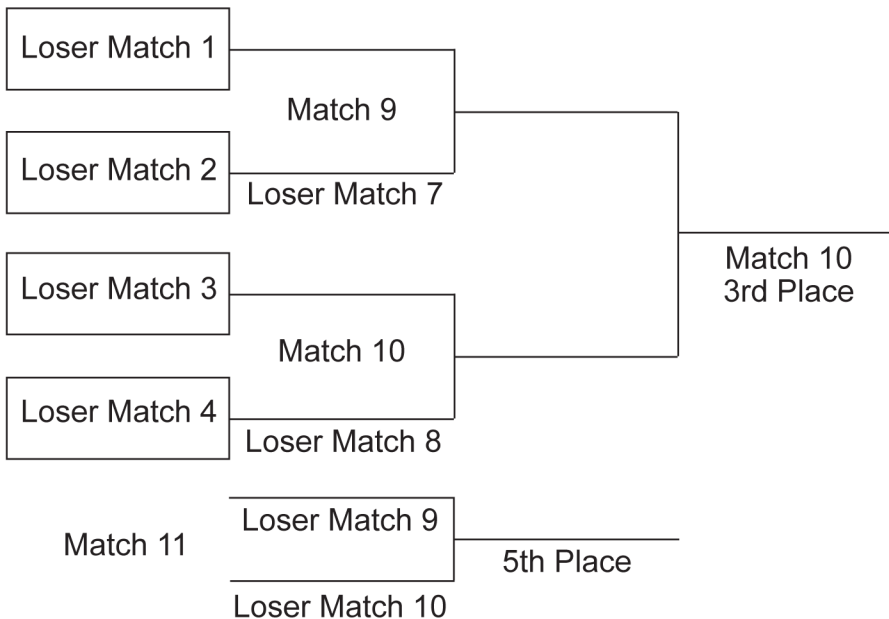 Loser Match 1
Match 9
Loser Match 2
Loser Match 7
Loser Match 3
Match 10
3rd Place
Match 10
Loser Match 4
Loser Match 8
Loser Match 9
Match 11
5th Place
Loser Match 10